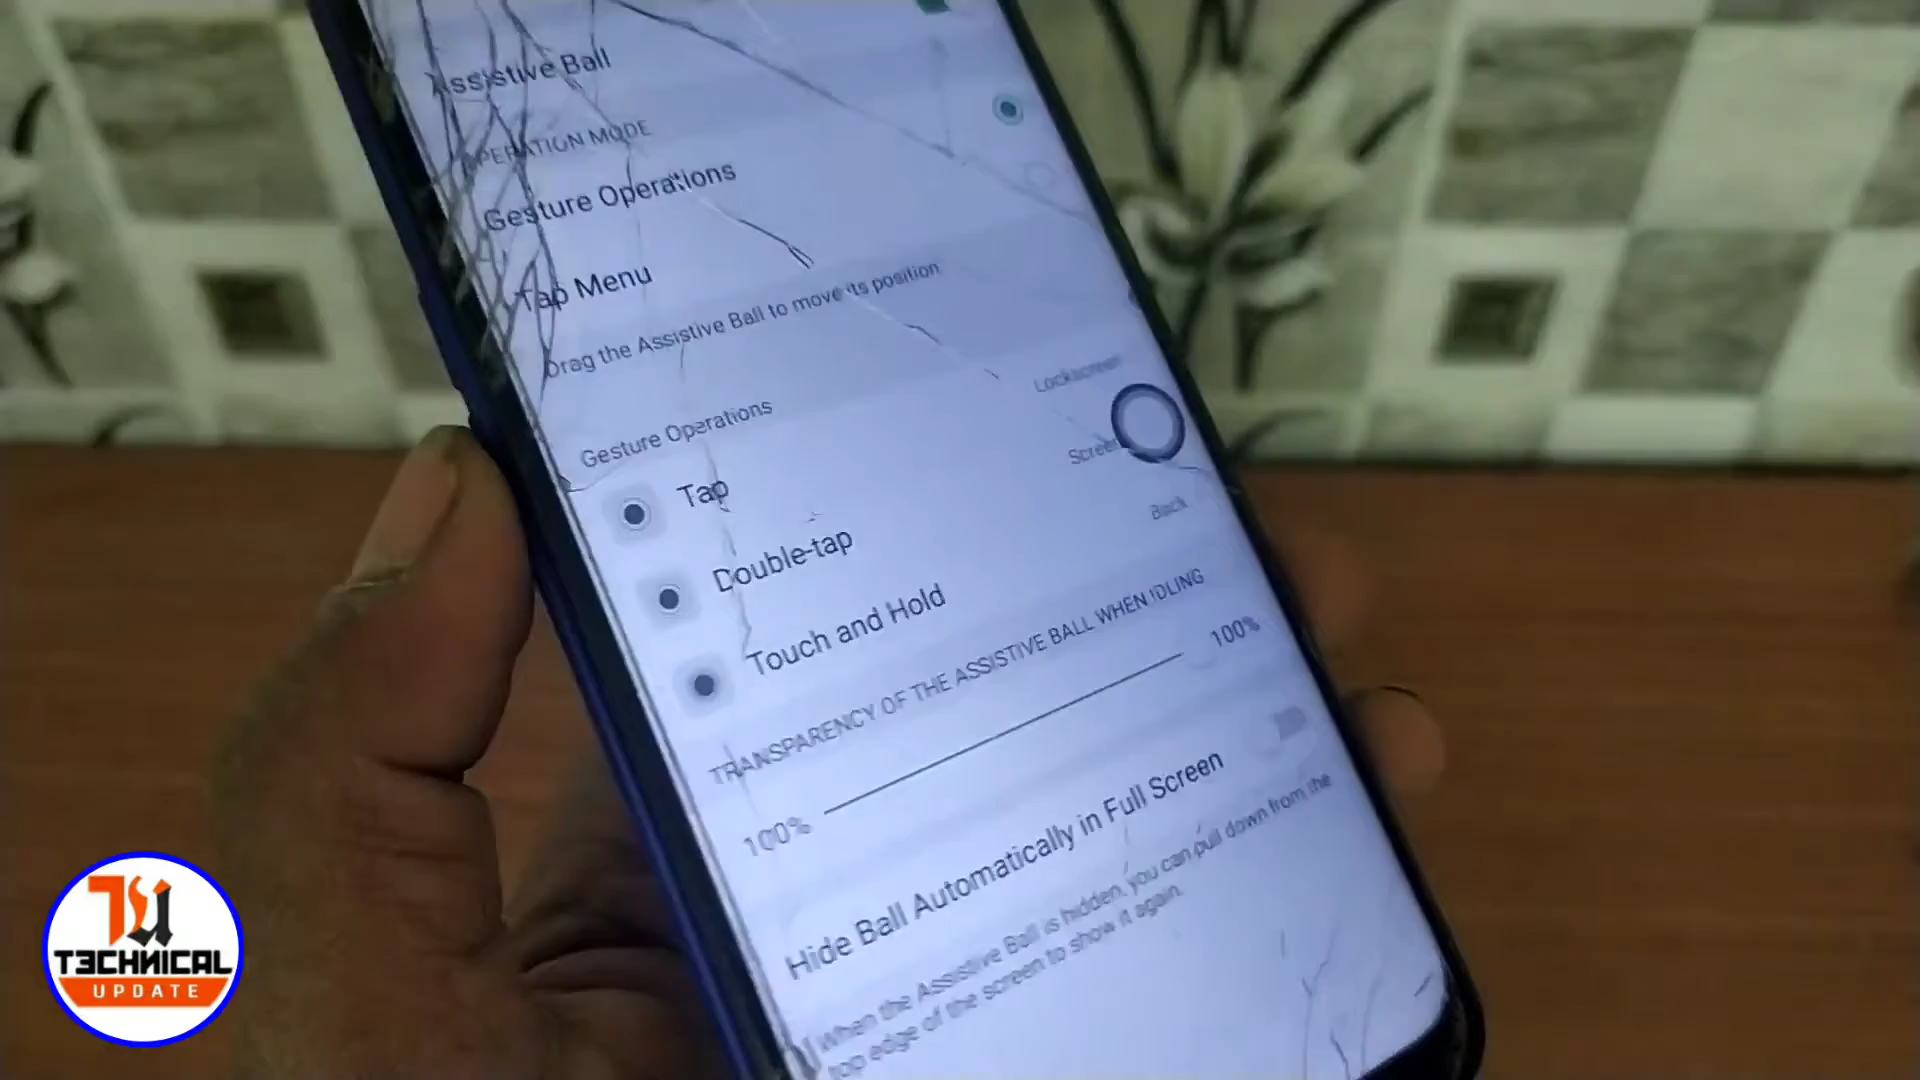 Assistive Ball
OPERATION MODE
Gesture Operations
Tap Menu
Drag the Assistive Ball to move its position
Gesture Operations
Tap Lockscreen
Double-tap Screen
Touch and Hold Back
TRANSPARENCY OF THE ASSISTIVE BALL WHEN IDLING
100% 100%
Hide Ball Automatically in Full Screen
When the Assistive Ball is hidden, you can pull down from the
top edge of the screen to show it again.
TU
T3CHNICAL
UPDATE